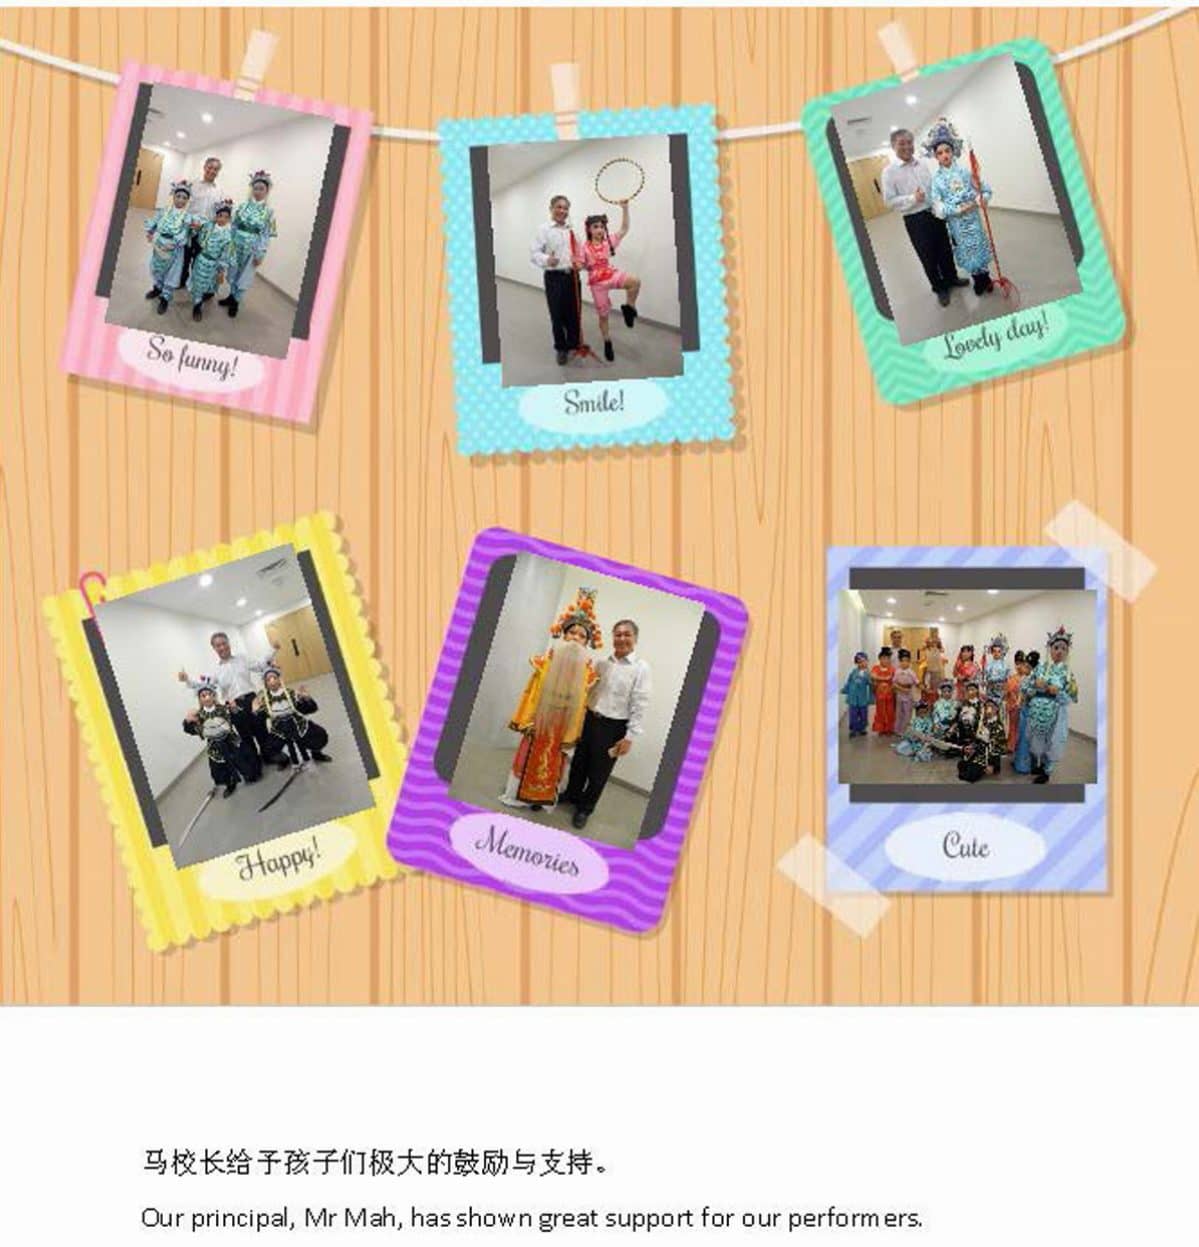 So funny!
Smile!
Lovely day!
Happy!
Memories
Cute
马校长给予孩子们极大的鼓励与支持。
Our principal, Mr Mah, has shown great support for our performers.